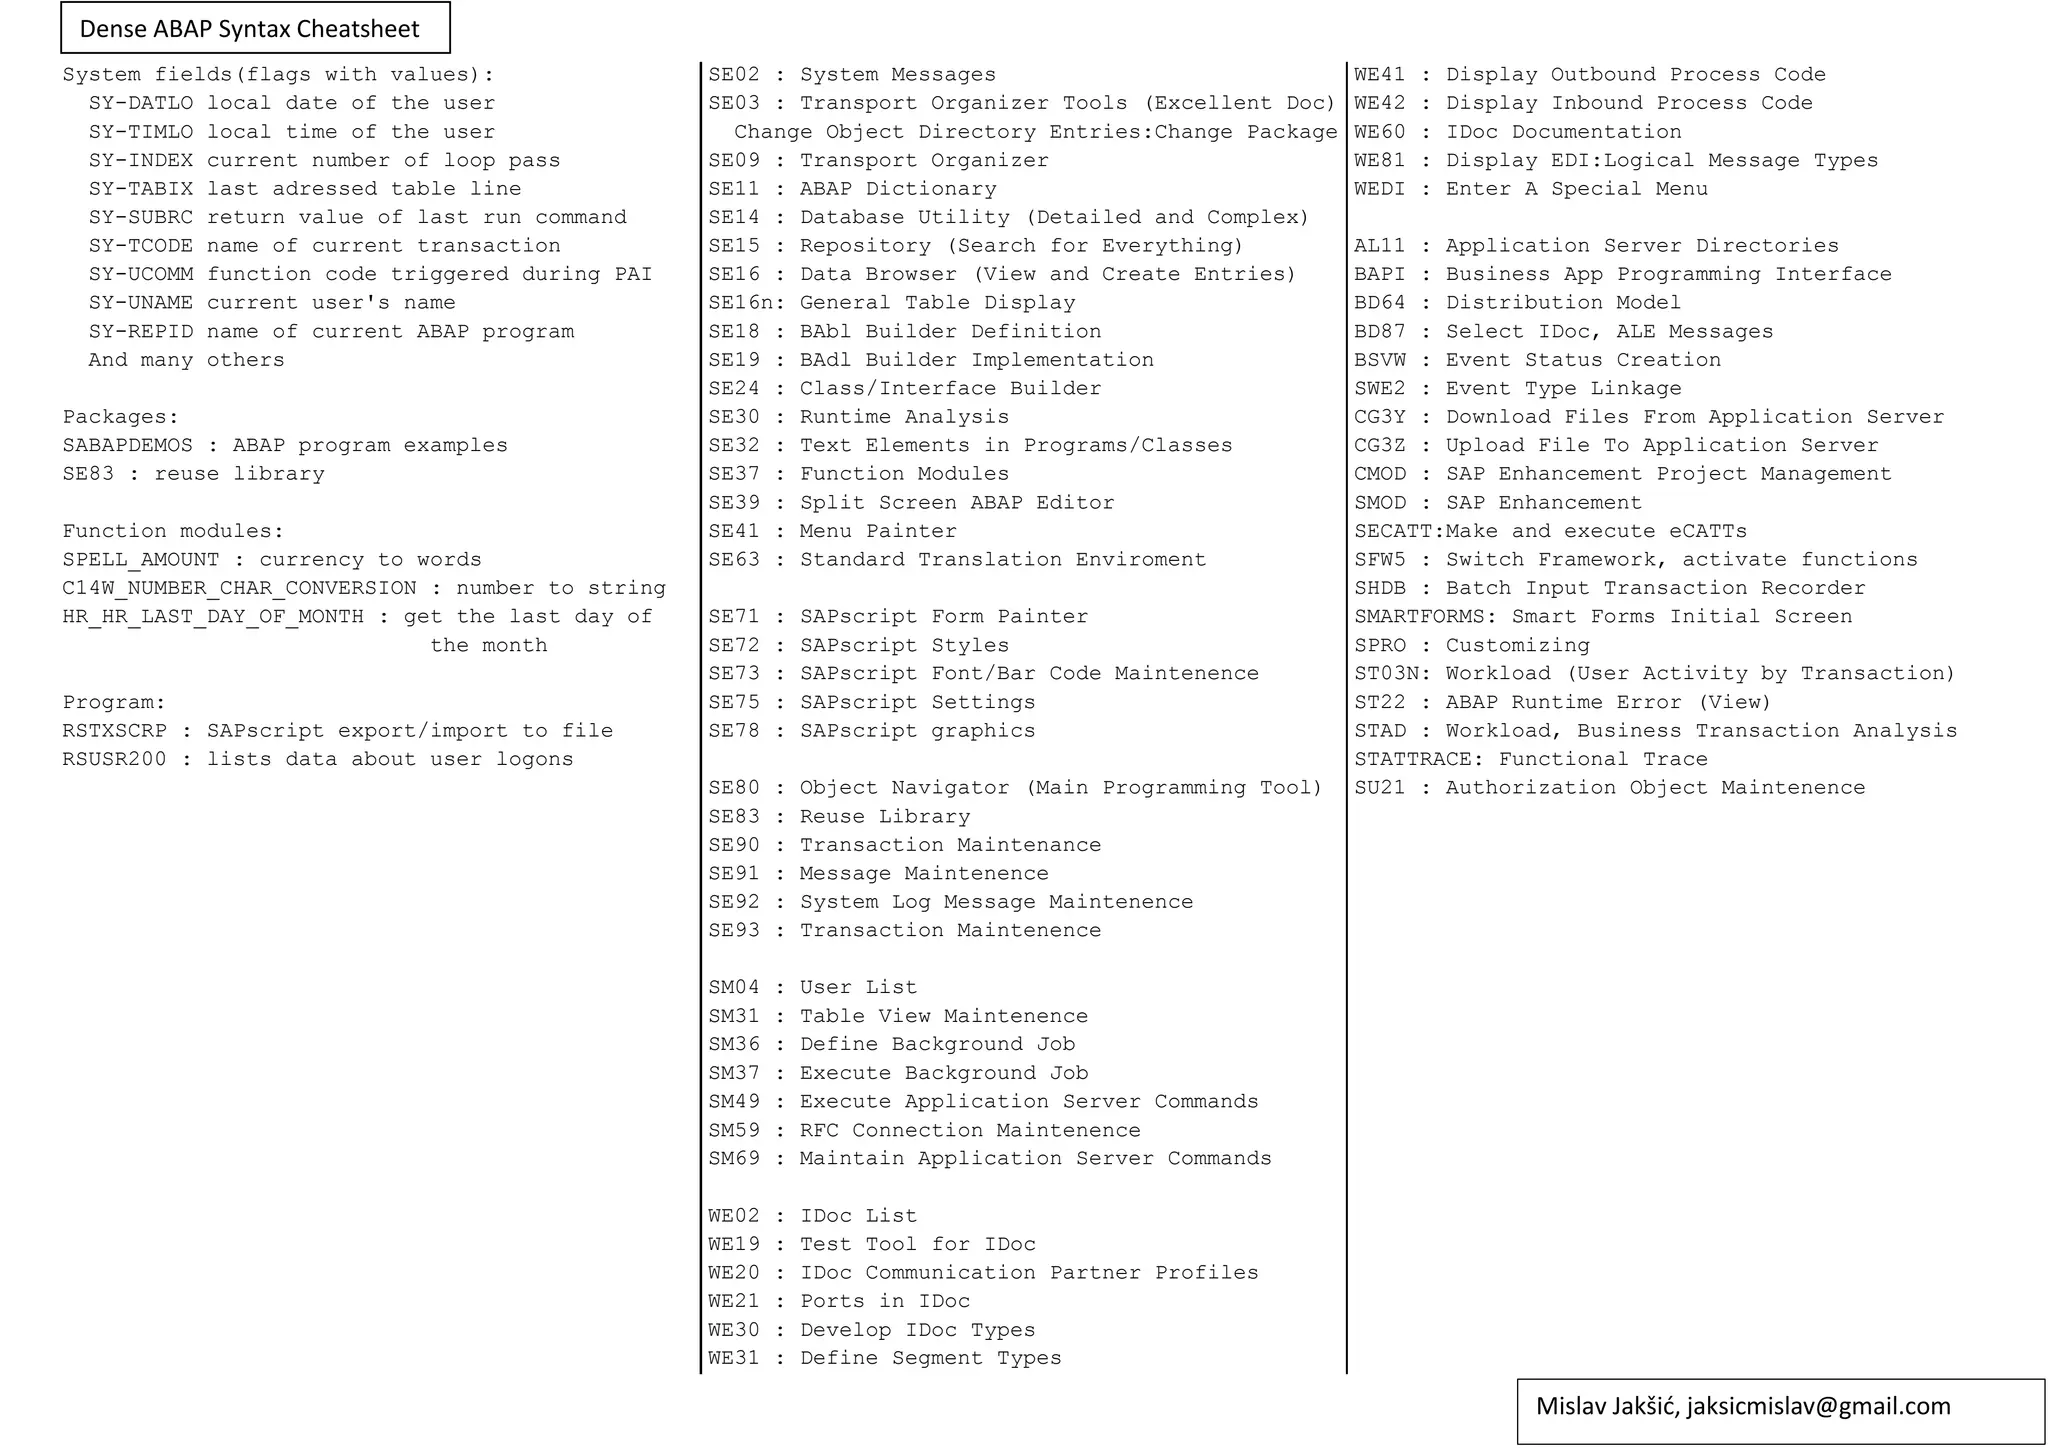 Dense ABAP Syntax Cheatsheet
System fields(flags with values):
SY-DATLO local date of the user
SY-TIMLO local time of the user
SY-INDEX current number of loop pass
SY-TABIX last adressed table line
SY-SUBRC return value of last run command
SY-TCODE name of current transaction
SY-UCOMM function code triggered during PAI
SY-UNAME current user's name
SY-REPID name of current ABAP program
And many others
Packages:
SABAPDEMOS : ABAP program examples
SE83 : reuse library
Function modules:
SPELL_AMOUNT : currency to words
C14W_NUMBER_CHAR_CONVERSION : number to string
HR_HR_LAST_DAY_OF_MONTH : get the last day of
the month
Program:
RSTXSCRP : SAPscript export/import to file
RSUSR200 : lists data about user logons
SE02 : System Messages
SE03 : Transport Organizer Tools (Excellent Doc)
Change Object Directory Entries:Change Package
SE09 : Transport Organizer
SE11 : ABAP Dictionary
SE14 : Database Utility (Detailed and Complex)
SE15 : Repository (Search for Everything)
SE16 : Data Browser (View and Create Entries)
SE16n: General Table Display
SE18 : BAbl Builder Definition
SE19 : BAdl Builder Implementation
SE24 : Class/Interface Builder
SE30 : Runtime Analysis
SE32 : Text Elements in Programs/Classes
SE37 : Function Modules
SE39 : Split Screen ABAP Editor
SE41 : Menu Painter
SE63 : Standard Translation Enviroment
SE71 : SAPscript Form Painter
SE72 : SAPscript Styles
SE73 : SAPscript Font/Bar Code Maintenence
SE75 : SAPscript Settings
SE78 : SAPscript graphics
SE80 : Object Navigator (Main Programming Tool)
SE83 : Reuse Library
SE90 : Transaction Maintenance
SE91 : Message Maintenence
SE92 : System Log Message Maintenence
SE93 : Transaction Maintenence
SM04 : User List
SM31 : Table View Maintenence
SM36 : Define Background Job
SM37 : Execute Background Job
SM49 : Execute Application Server Commands
SM59 : RFC Connection Maintenence
SM69 : Maintain Application Server Commands
WE02 : IDoc List
WE19 : Test Tool for IDoc
WE20 : IDoc Communication Partner Profiles
WE21 : Ports in IDoc
WE30 : Develop IDoc Types
WE31 : Define Segment Types
WE41 : Display Outbound Process Code
WE42 : Display Inbound Process Code
WE60 : IDoc Documentation
WE81 : Display EDI:Logical Message Types
WEDI : Enter A Special Menu
AL11 : Application Server Directories
BAPI : Business App Programming Interface
BD64 : Distribution Model
BD87 : Select IDoc, ALE Messages
BSVW : Event Status Creation
SWE2 : Event Type Linkage
CG3Y : Download Files From Application Server
CG3Z : Upload File To Application Server
CMOD : SAP Enhancement Project Management
SMOD : SAP Enhancement
SECATT:Make and execute eCATTs
SFW5 : Switch Framework, activate functions
SHDB : Batch Input Transaction Recorder
SMARTFORMS: Smart Forms Initial Screen
SPRO : Customizing
ST03N: Workload (User Activity by Transaction)
ST22 : ABAP Runtime Error (View)
STAD : Workload, Business Transaction Analysis
STATTRACE: Functional Trace
SU21 : Authorization Object Maintenence
Mislav Jakšić, jaksicmislav@gmail.com